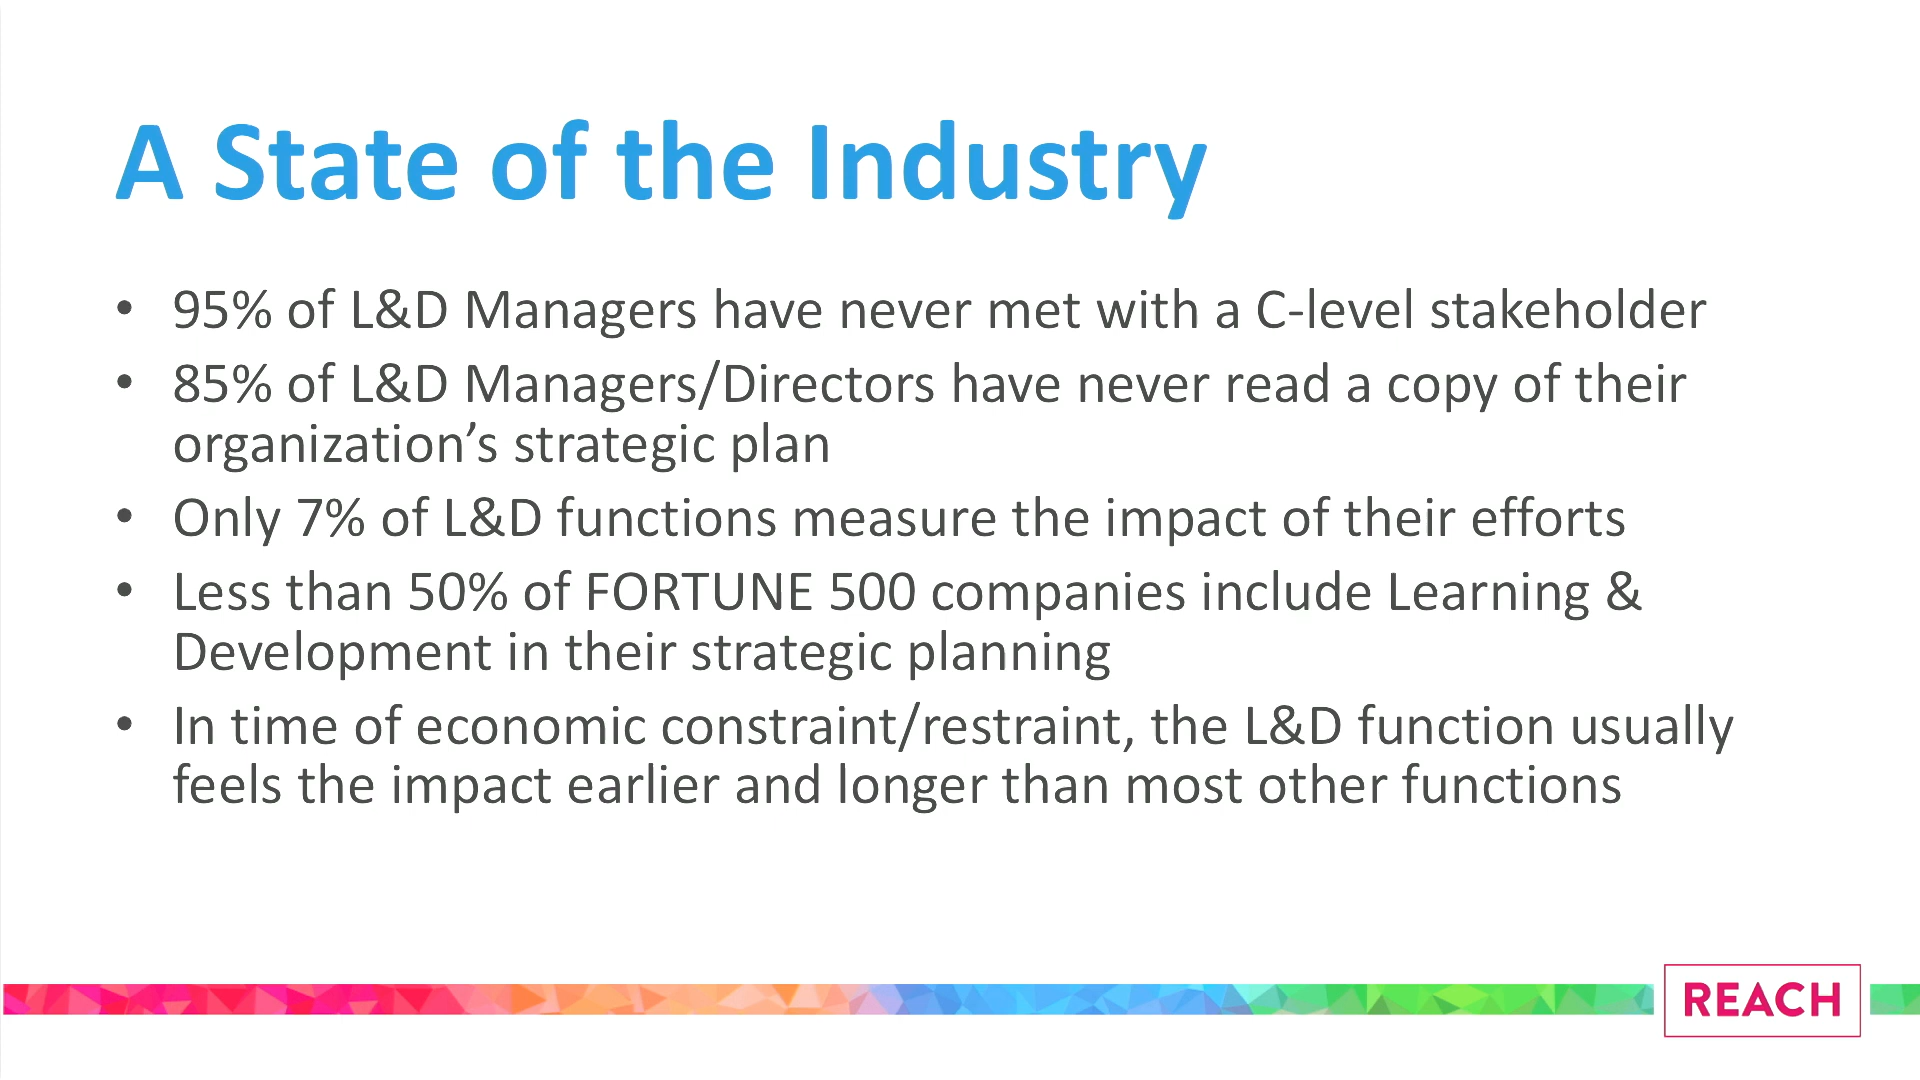 A State of the Industry
• 95% of L&D Managers have never met with a C-level stakeholder
• 85% of L&D Managers/Directors have never read a copy of their
organization’s strategic plan
• Only 7% of L&D functions measure the impact of their efforts
• Less than 50% of FORTUNE 500 companies include Learning &
Development in their strategic planning
• In time of economic constraint/restraint, the L&D function usually
feels the impact earlier and longer than most other functions
REACH